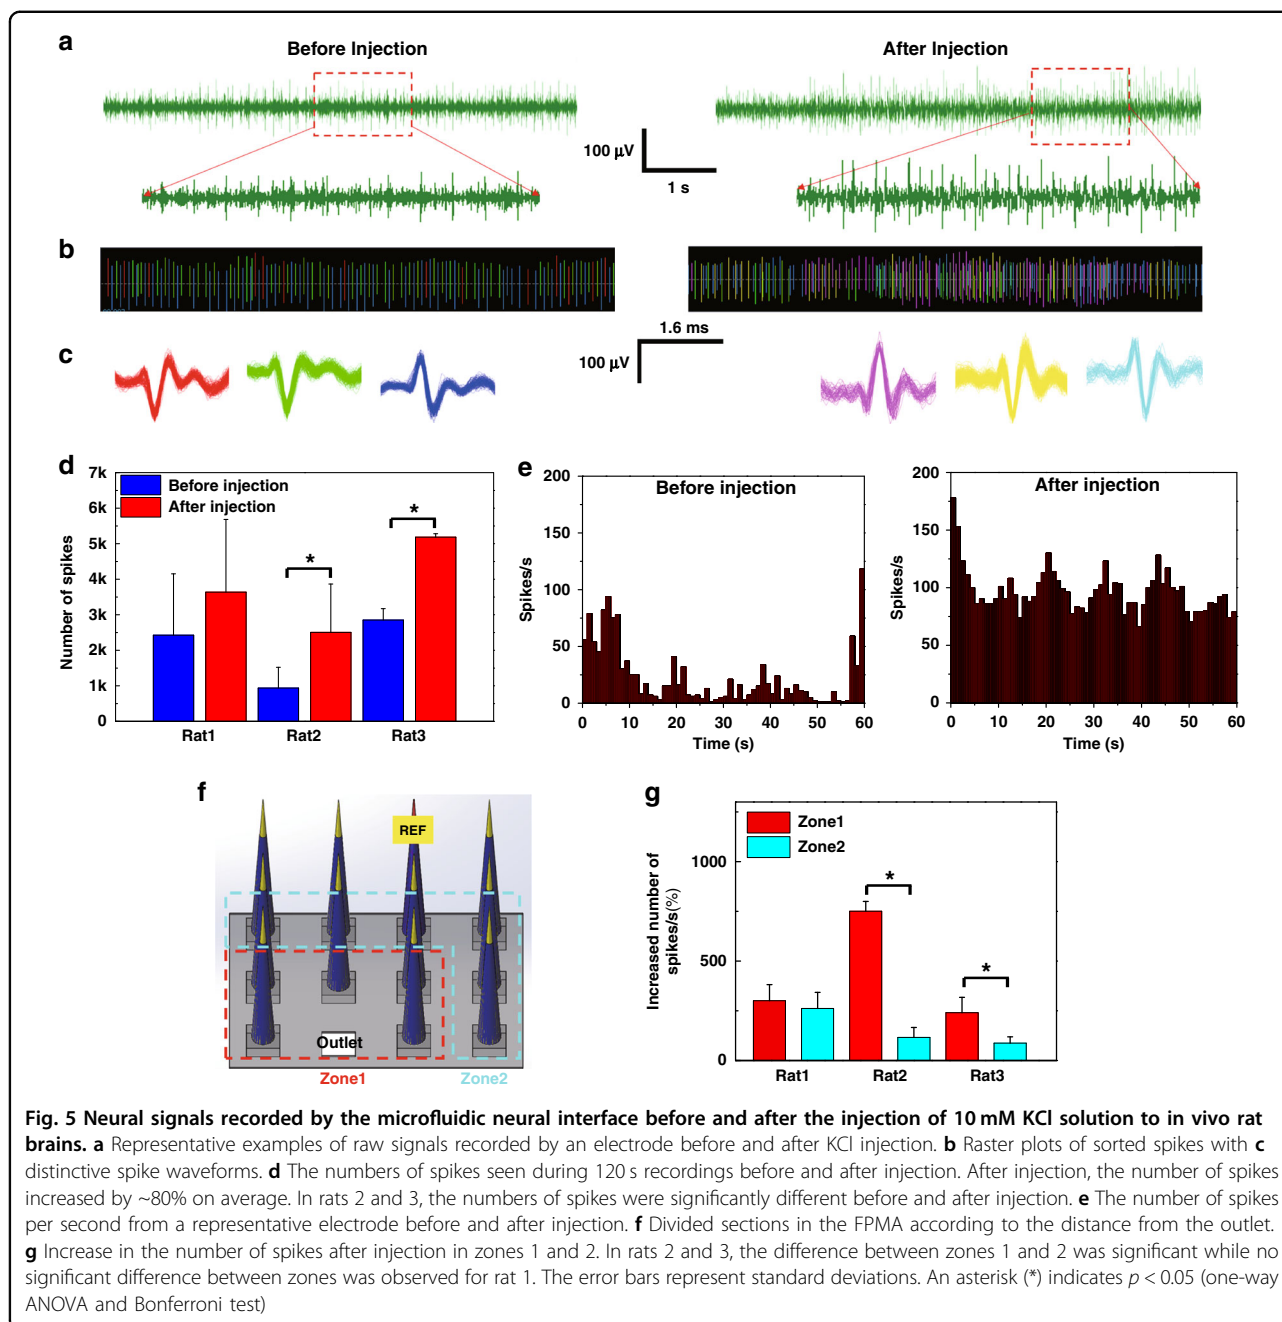 a
Before Injection
After Injection
100 µV
1 s
b
1.6 ms
100 µV
c
d
7k
6k
5k
4k
3k
2k
1k
0
Number of spikes
Before injection
After injection
*
*
Rat1
Rat2
Rat3
e
200
150
100
50
0
Spikes/s
Before injection
0 10 20 30 40 50 60
Time (s)
200
150
100
50
0
Spikes/s
After injection
0 10 20 30 40 50 60
Time (s)
f
REF
Outlet
Zone1
Zone2
g
1000
500
0
Increased number of
spikes/s(%)
Zone1
Zone2
*
*
Rat1
Rat2
Rat3
Fig. 5 Neural signals recorded by the microfluidic neural interface before and after the injection of 10 mM KCl solution to in vivo rat
brains. a Representative examples of raw signals recorded by an electrode before and after KCl injection. b Raster plots of sorted spikes with c
distinctive spike waveforms. d The numbers of spikes seen during 120 s recordings before and after injection. After injection, the number of spikes
increased by ~80% on average. In rats 2 and 3, the numbers of spikes were significantly different before and after injection. e The number of spikes
per second from a representative electrode before and after injection. f Divided sections in the FPMA according to the distance from the outlet.
g Increase in the number of spikes after injection in zones 1 and 2. In rats 2 and 3, the difference between zones 1 and 2 was significant while no
significant difference between zones was observed for rat 1. The error bars represent standard deviations. An asterisk (*) indicates p < 0.05 (one-way
ANOVA and Bonferroni test)